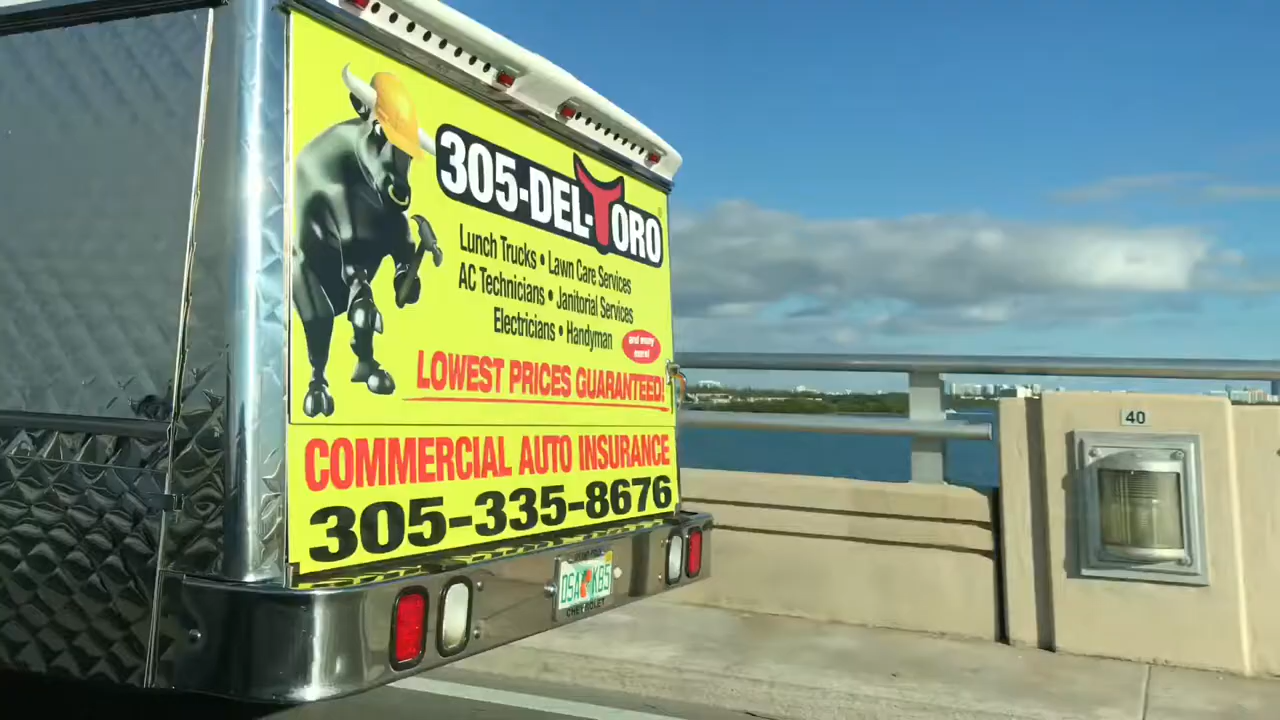 305-DEL-TORO
Lunch Trucks • Lawn Care Services
AC Technicians • Janitorial Services
Electricians • Handyman
and many
more!
LOWEST PRICES GUARANTEED!
COMMERCIAL AUTO INSURANCE
305-335-8676
CHEVROLET
40